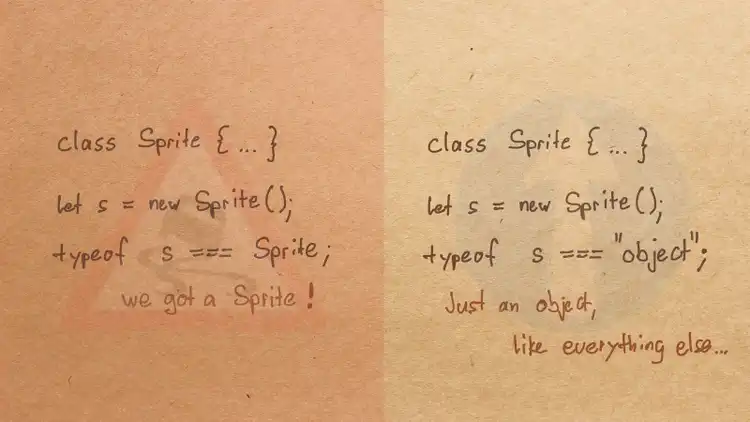 class Sprite { ... }
let s = new Sprite();
typeof s === Sprite;
we got a Sprite!
class Sprite { ... }
let s = new Sprite();
typeof s === "object";
Just an object,
like everything else...